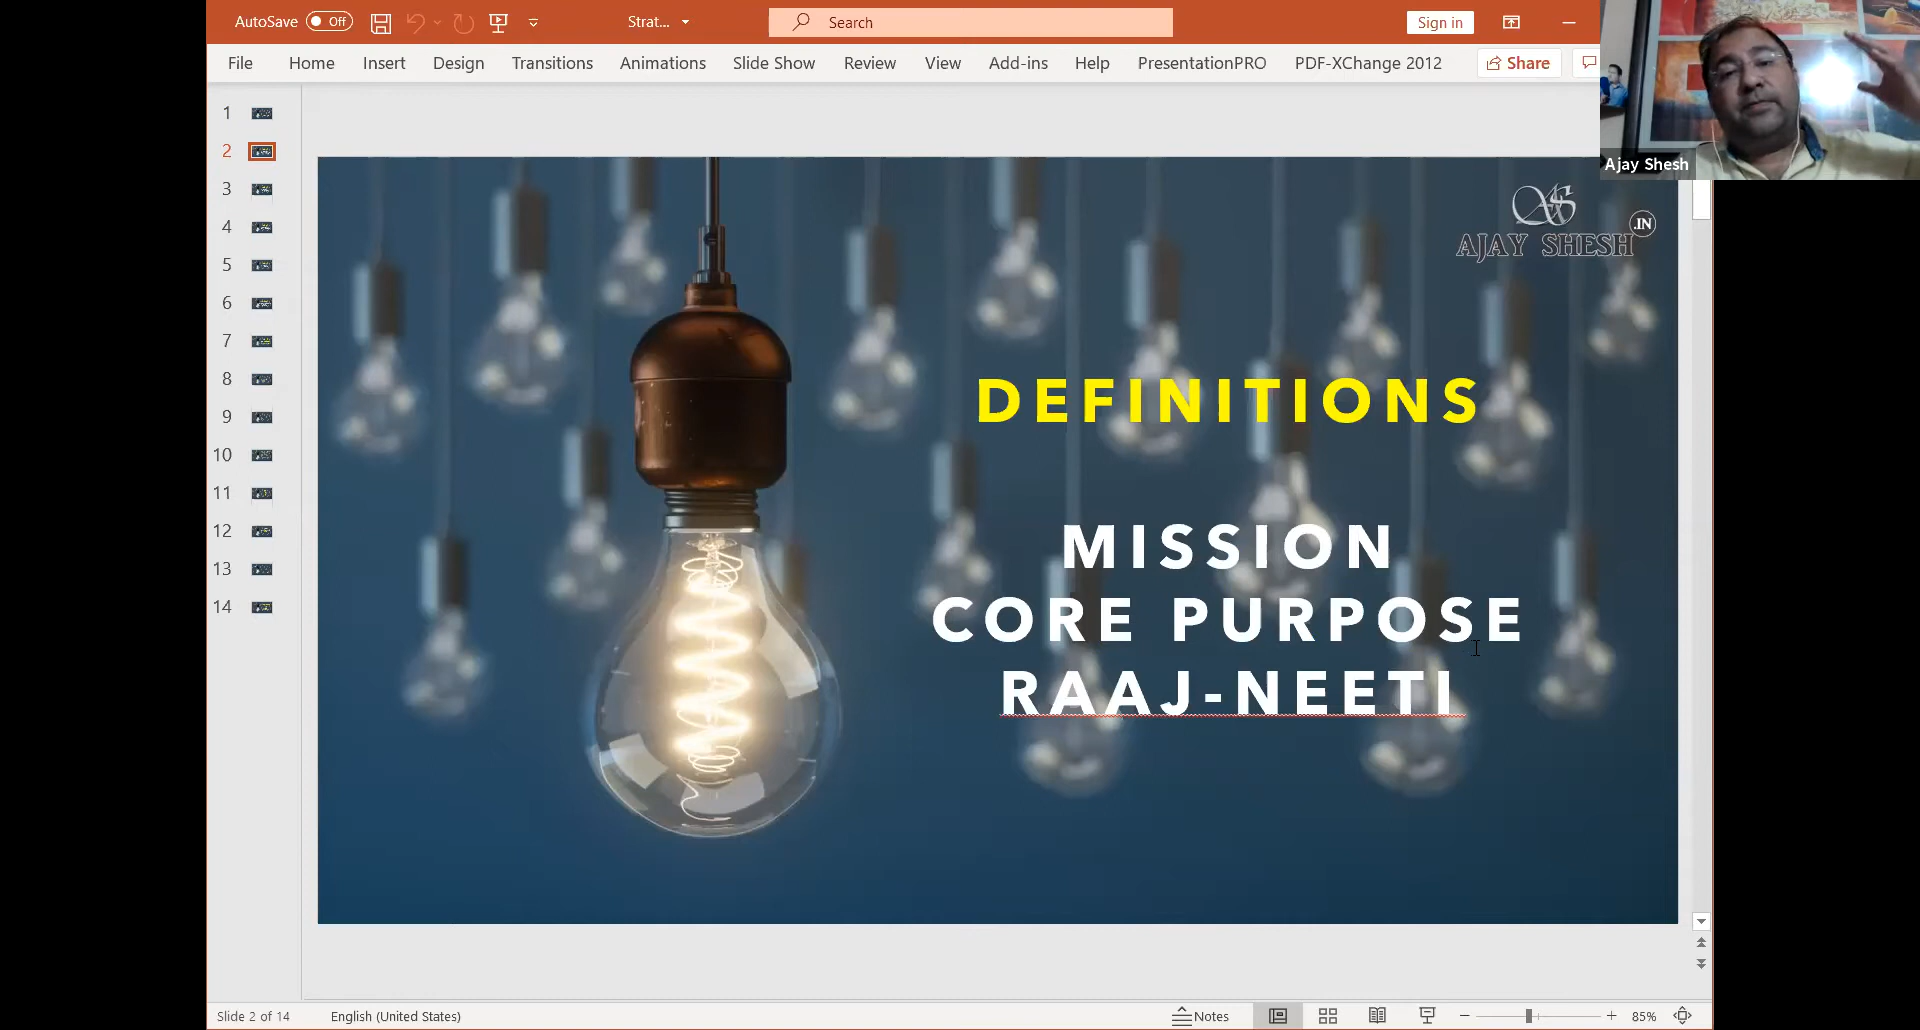 AutoSave Off Strat... Search Sign in
File Home Insert Design Transitions Animations Slide Show Review View Add-ins Help PresentationPRO PDF-XChange 2012 Share
Ajay Shesh
1
2
3
4
5
6
7
8
9
10
11
12
13
14
AS
.IN
AJAY SHESH
DEFINITIONS
MISSION
CORE PURPOSE
RAAJ-NEETI
Slide 2 of 14 English (United States) Notes 85%